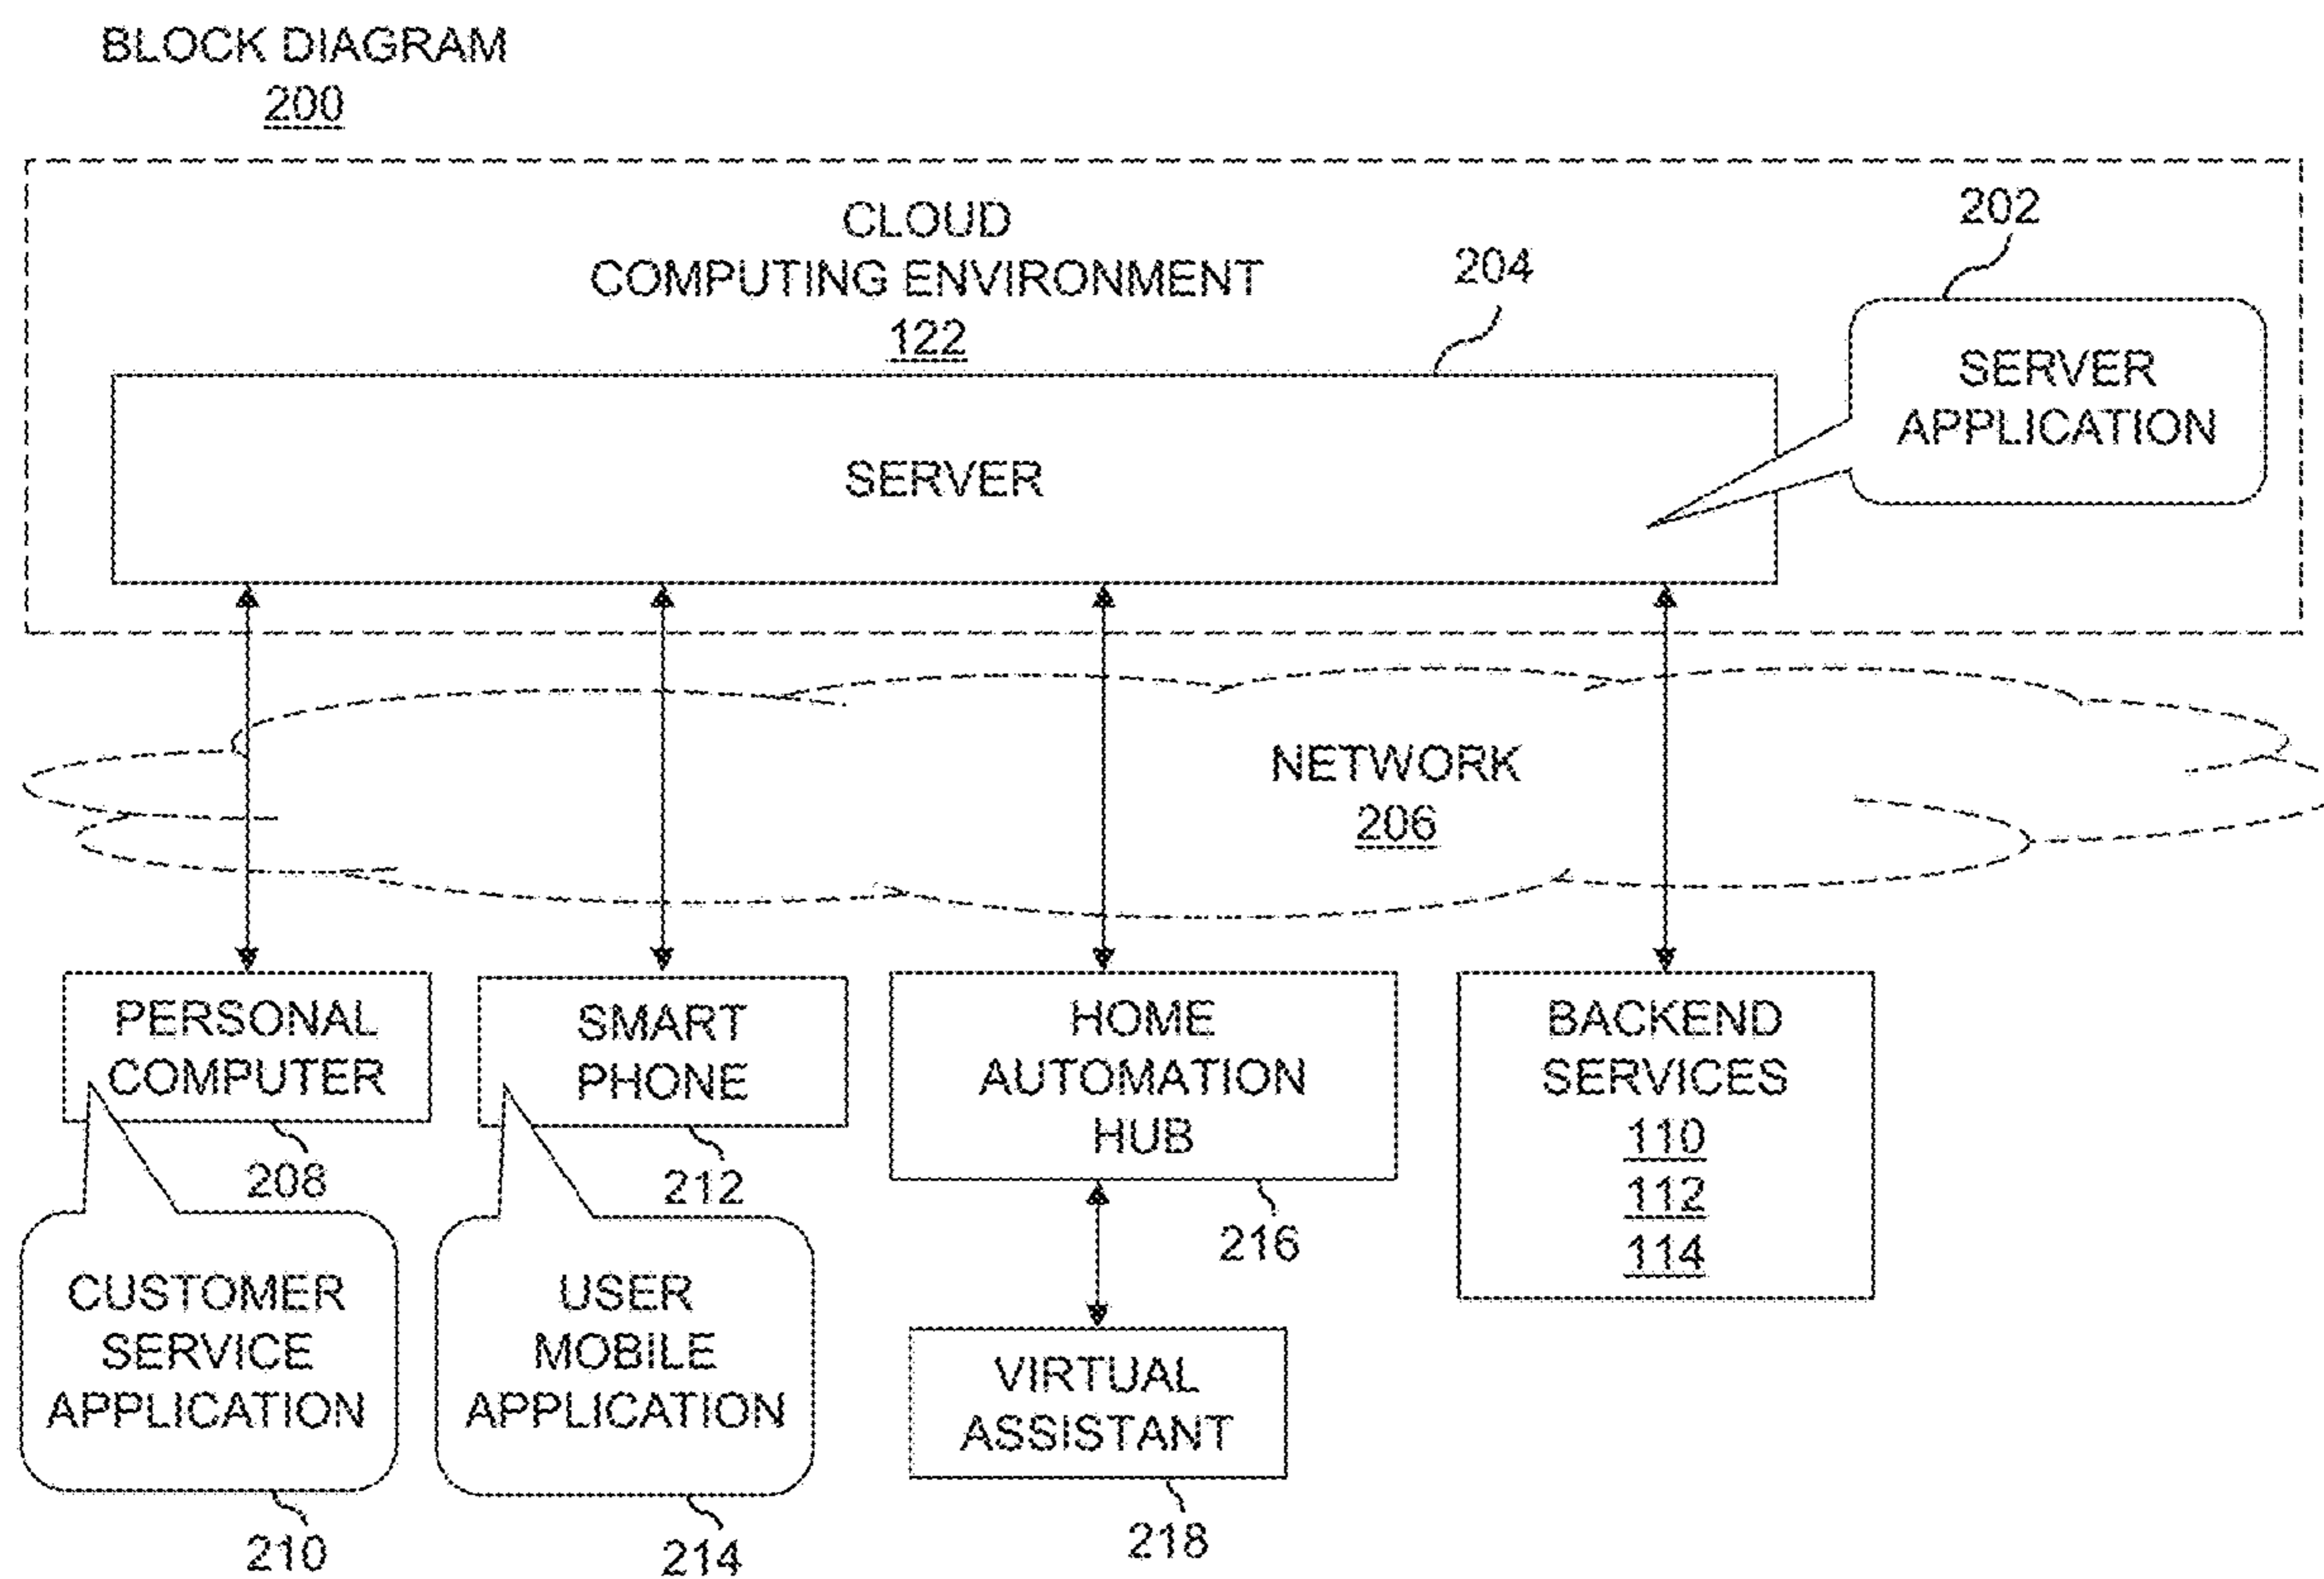 BLOCK DIAGRAM
200
CLOUD
COMPUTING ENVIRONMENT
122
204
202
SERVER
APPLICATION
SERVER
NETWORK
206
PERSONAL
COMPUTER
208
SMART
PHONE
212
HOME
AUTOMATION
HUB
216
BACKEND
SERVICES
110
112
114
CUSTOMER
SERVICE
APPLICATION
210
USER
MOBILE
APPLICATION
214
VIRTUAL
ASSISTANT
218